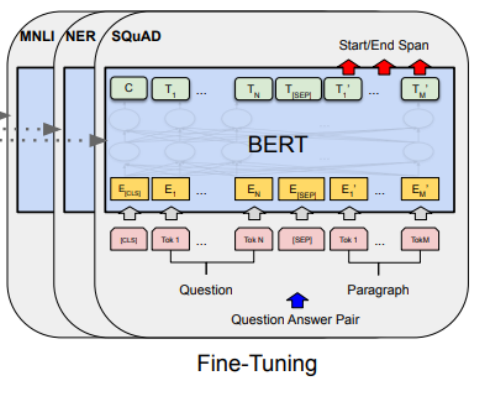 MNLI NER SQuAD
Start/End Span
C T1 ... TN T[SEP] T1' ... TM'
BERT
E[CLS] E1 ... EN E[SEP] E1' ... EM'
[CLS] Tok 1 ... Tok N [SEP] Tok 1 ... TokM
Question Paragraph
Question Answer Pair
Fine-Tuning